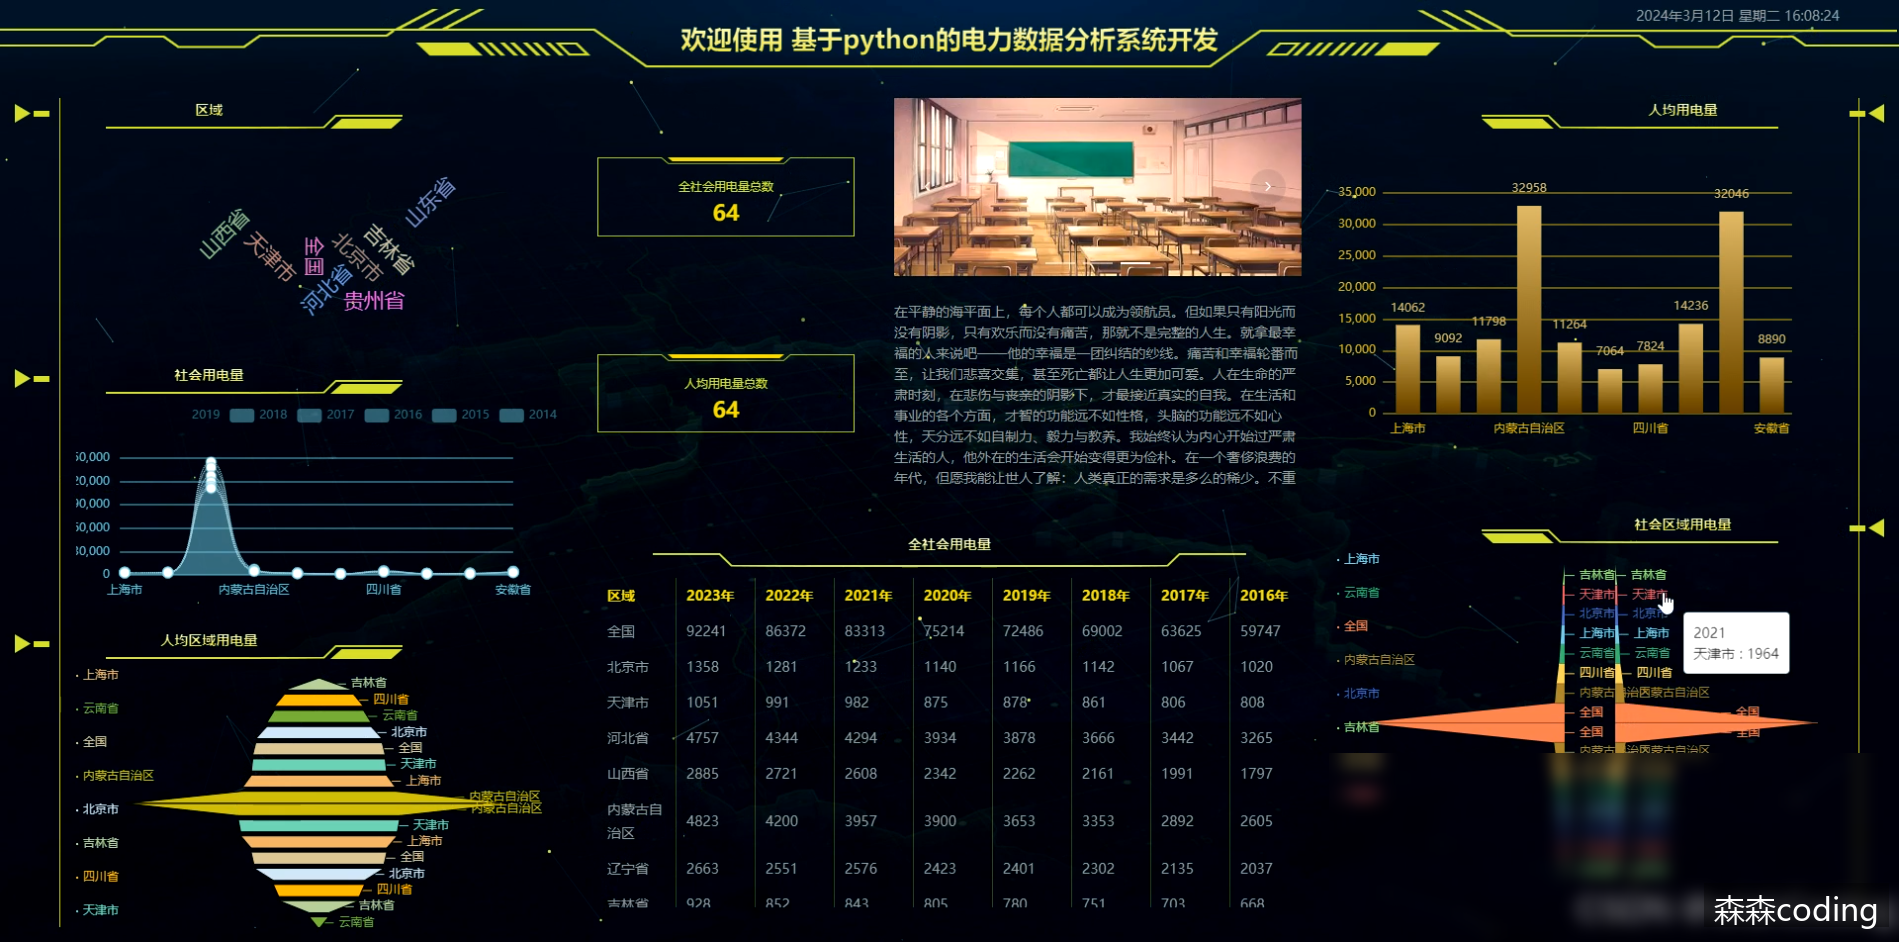 2024年3月12日 星期二 16:08:24
欢迎使用 基于python的电力数据分析系统开发
区域
山西省
天津市
全国
北京市
吉林省
山东省
河北省
贵州省
社会用电量
2019 2018 2017 2016 2015 2014
0
上海市 内蒙古自治区 四川省 安徽省
人均区域用电量
上海市
云南省
全国
内蒙古自治区
北京市
吉林省
四川省
天津市
吉林省
四川省
云南省
北京市
全国
天津市
上海市
内蒙古自治区
内蒙古自治区
天津市
上海市
全国
北京市
四川省
吉林省
云南省
全社会用电量总数
64
人均用电量总数
64
在平静的海平面上，每个人都可以成为领航员。但如果只有阳光而
没有阴影，只有欢乐而没有痛苦，那就不是完整的人生。就拿最幸
福的人来说吧——他的幸福是一团纠结的纱线。痛苦和幸福轮番而
至，让我们悲喜交集，甚至死亡都让人生更加可爱。人在生命的严
肃时刻，在悲伤与丧亲的阴影下，才最接近真实的自我。在生活和
事业的各个方面，才智的功能远不如性格，头脑的功能远不如心
性，天分远不如自制力、毅力与教养。我始终认为内心开始过严肃
生活的人，他外在的生活会开始变得更为俭朴。在一个奢侈浪费的
年代，但愿我能让世人了解：人类真正的需求是多么的稀少。不重
全社会用电量
区域 2023年 2022年 2021年 2020年 2019年 2018年 2017年 2016年
全国 92241 86372 83313 75214 72486 69002 63625 59747
北京市 1358 1281 1233 1140 1166 1142 1067 1020
天津市 1051 991 982 875 878 861 806 808
河北省 4757 4344 4294 3934 3878 3666 3442 3265
山西省 2885 2721 2608 2342 2262 2161 1991 1797
内蒙古自
治区 4823 4200 3957 3900 3653 3353 2892 2605
辽宁省 2663 2551 2576 2423 2401 2302 2135 2037
吉林省 928 852 843 805 780 751 703 668
人均用电量
35,000
30,000
25,000
20,000
15,000
10,000
5,000
0
14062 9092 11798 32958 11264 7064 7824 14236 32046 8890
上海市 内蒙古自治区 四川省 安徽省
社会区域用电量
上海市
云南省
全国
内蒙古自治区
北京市
吉林省
吉林省 吉林省
天津市 天津市
北京市 北京市
上海市 上海市
云南省 云南省
四川省 四川省
内蒙古自治区 内蒙古自治区
全国 全国
全国 全国
内蒙古自治区 内蒙古自治区
2021
天津市 : 1964
森森coding